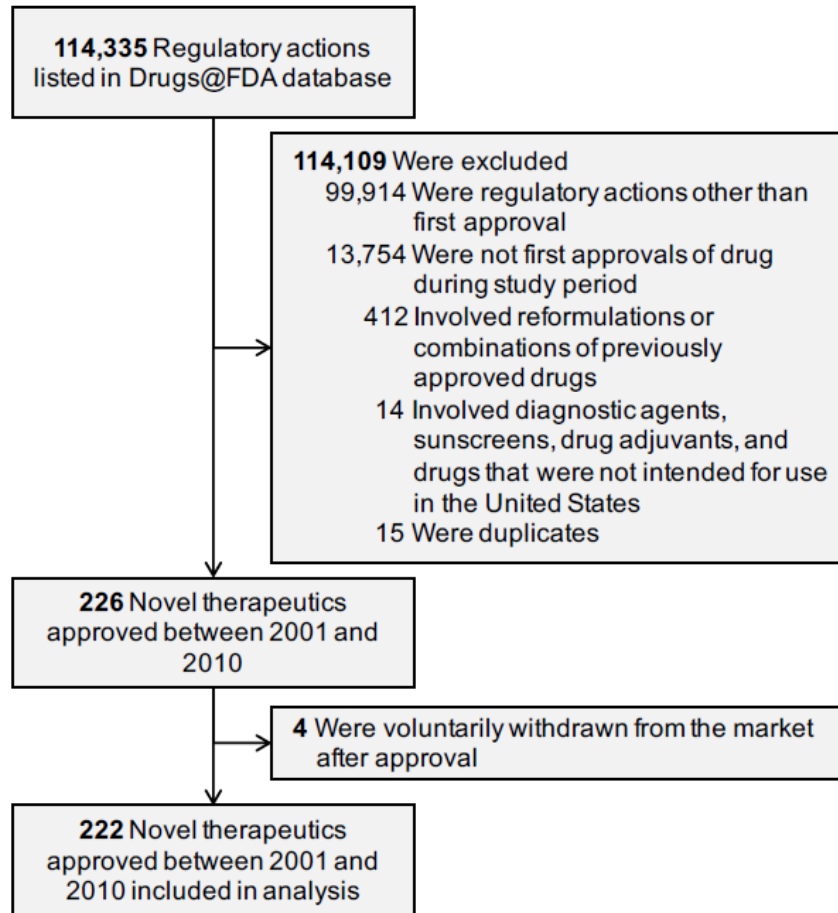 114,335 Regulatory actions
listed in Drugs@FDA database
114,109 Were excluded
99,914 Were regulatory actions other than
first approval
13,754 Were not first approvals of drug
during study period
412 Involved reformulations or
combinations of previously
approved drugs
14 Involved diagnostic agents,
sunscreens, drug adjuvants, and
drugs that were not intended for use
in the United States
15 Were duplicates
226 Novel therapeutics
approved between 2001 and
2010
4 Were voluntarily withdrawn from the market
after approval
222 Novel therapeutics
approved between 2001 and
2010 included in analysis